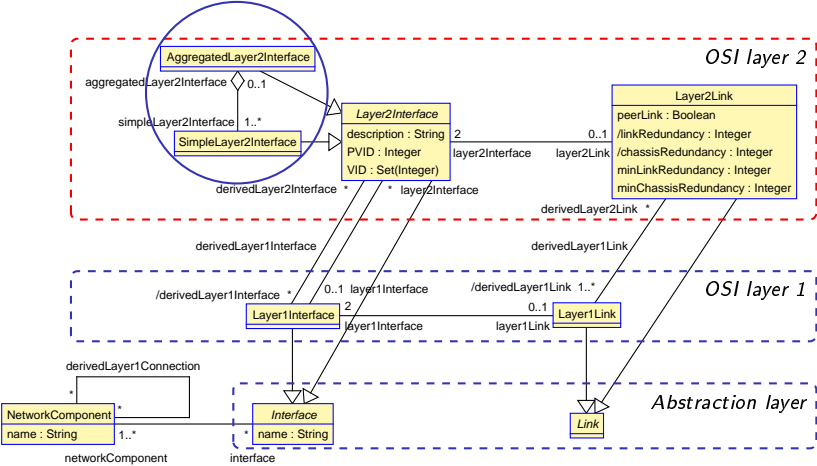 OSI layer 2
AggregatedLayer2Interface
aggregatedLayer2Interface 0..1
simpleLayer2Interface 1..*
SimpleLayer2Interface
Layer2Interface
description : String
PVID : Integer
VID : Set(Integer)
2 0..1
layer2Interface layer2Link
Layer2Link
peerLink : Boolean
/linkRedundancy : Integer
/chassisRedundancy : Integer
minLinkRedundancy : Integer
minChassisRedundancy : Integer
derivedLayer2Interface * * layer2Interface
derivedLayer2Link *
derivedLayer1Interface
derivedLayer1Link
OSI layer 1
/derivedLayer1Interface * 0..1 layer1Interface
/derivedLayer1Link 1..*
Layer1Interface
2 0..1
layer1Interface layer1Link
Layer1Link
derivedLayer1Connection
*
*
NetworkComponent
name : String
1..* *
networkComponent interface
Interface
name : String
Link
Abstraction layer